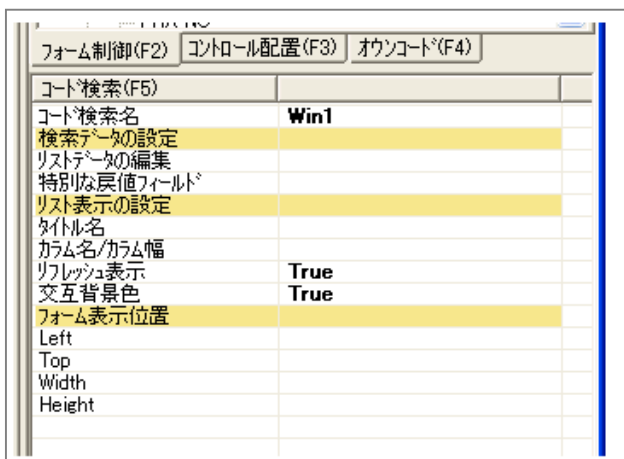 フォーム制御(F2) コントロール配置(F3) オウンコード(F4)
コード検索(F5)
コード検索名 Win1
検索データの設定
リストデータの編集
特別な戻値フィールド
リスト表示の設定
タイトル名
カラム名/カラム幅
リフレッシュ表示 True
交互背景色 True
フォーム表示位置
Left
Top
Width
Height